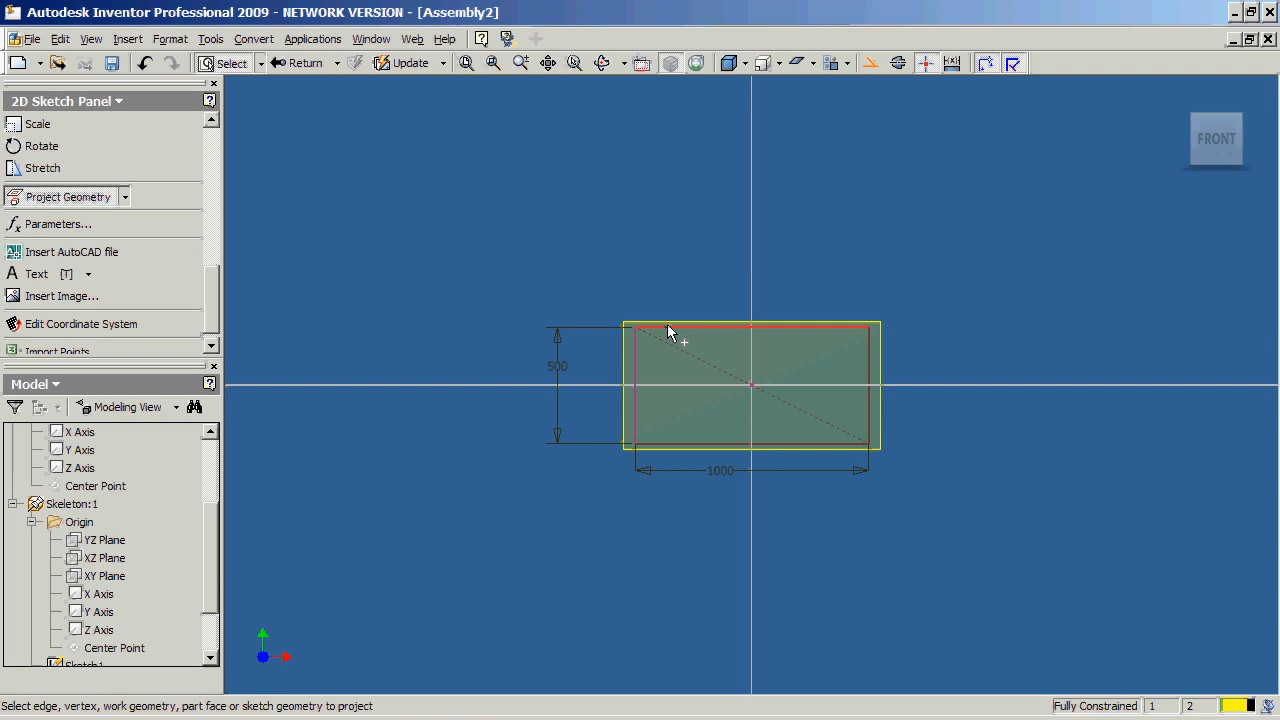 Autodesk Inventor Professional 2009 - NETWORK VERSION - [Assembly2]
File Edit View Insert Format Tools Convert Applications Window Web Help
Select Return Update
2D Sketch Panel
Scale
Rotate
Stretch
Project Geometry
Parameters...
Insert AutoCAD file
Text [T]
Insert Image...
Edit Coordinate System
Import Points
Model
Modeling View
X Axis
Y Axis
Z Axis
Center Point
Skeleton:1
Origin
YZ Plane
XZ Plane
XY Plane
X Axis
Y Axis
Z Axis
Center Point
Sketch1
FRONT
500
1000
Select edge, vertex, work geometry, part face or sketch geometry to project
Fully Constrained 1 2